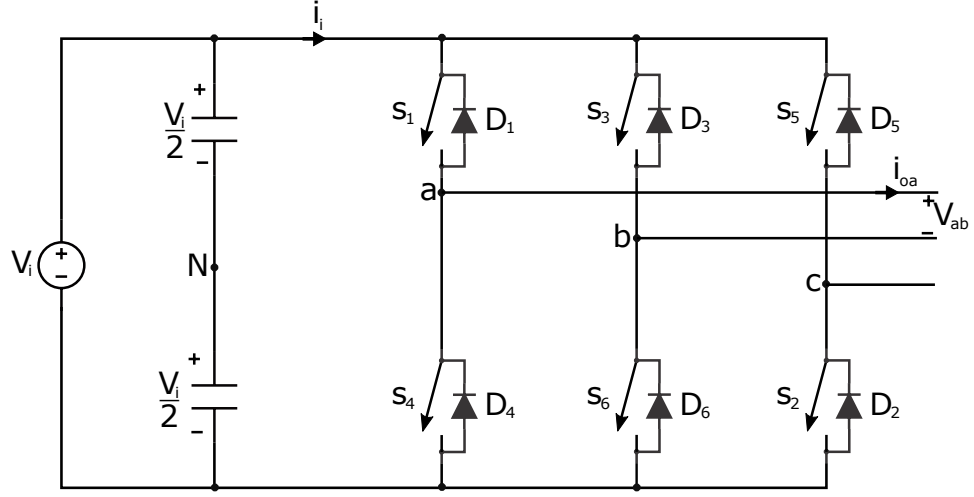 i_i
+
V_i/2
-
s_1 D_1
s_3 D_3
s_5 D_5
a
i_oa
+
V_ab
-
b
c
V_i
+
-
N
+
V_i/2
-
s_4 D_4
s_6 D_6
s_2 D_2